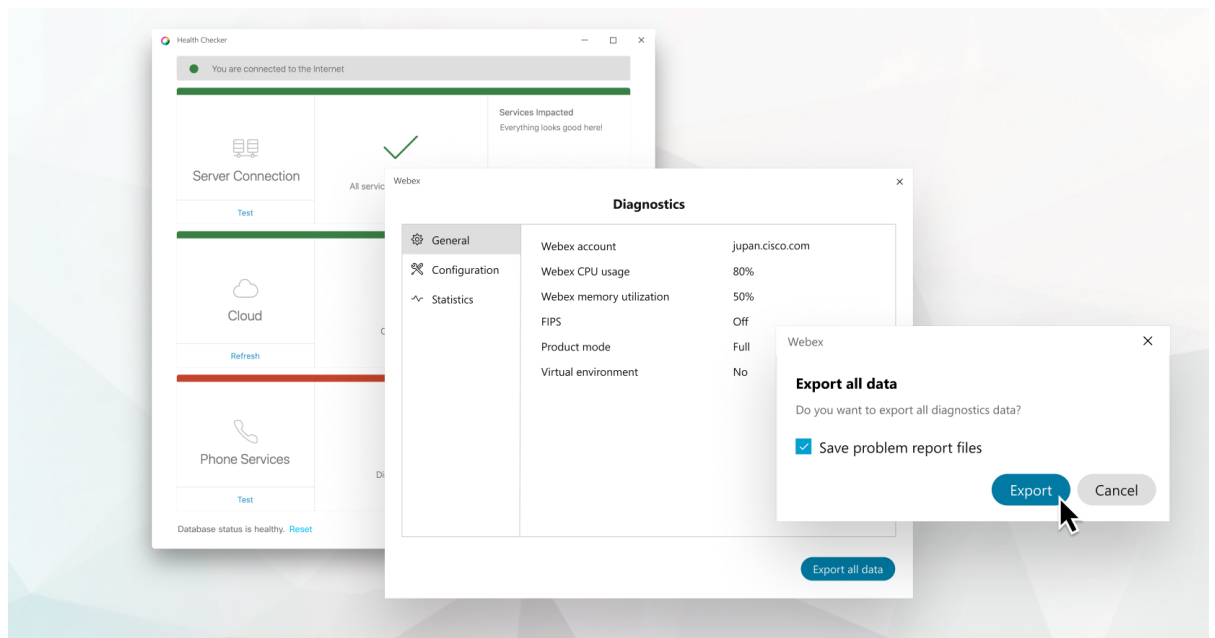 Health Checker
You are connected to the Internet
Server Connection
Test
All servic
Services Impacted
Everything looks good here!
Cloud
Refresh
C
Phone Services
Test
Di
Database status is healthy. Reset
Webex
Diagnostics
General
Configuration
Statistics
Webex account jupan.cisco.com
Webex CPU usage 80%
Webex memory utilization 50%
FIPS Off
Product mode Full
Virtual environment No
Export all data
Webex
Export all data
Do you want to export all diagnostics data?
Save problem report files
Export Cancel